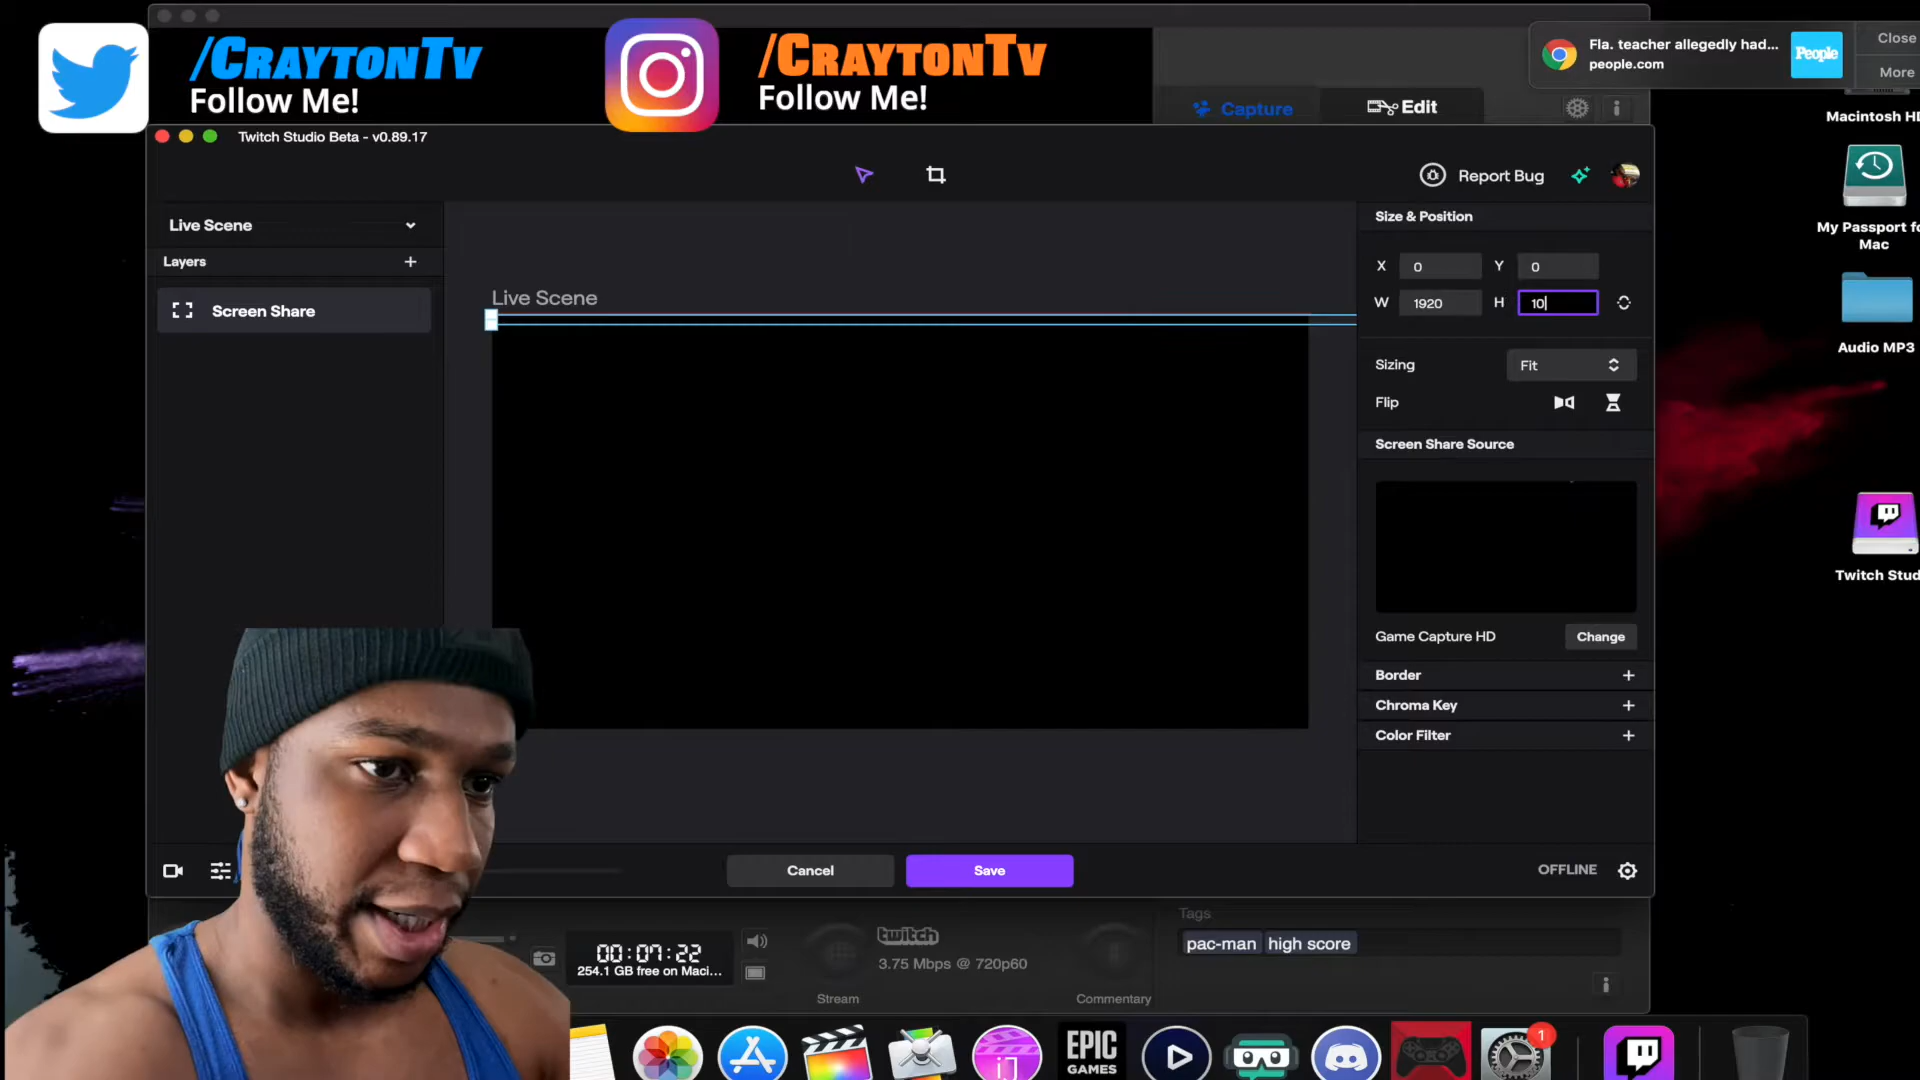 /CraytonTv
Follow Me!
/CraytonTv
Follow Me!
Fla. teacher allegedly had...
people.com
People
Close
More
Capture
Edit
Macintosh HD
Twitch Studio Beta - v0.89.17
Report Bug
My Passport fo
Mac
Live Scene
Layers
Screen Share
Live Scene
Size & Position
X 0 Y 0
W 1920 H 10
Sizing Fit
Flip
Screen Share Source
Game Capture HD Change
Border
Chroma Key
Color Filter
Audio MP3
Twitch Stud
Cancel
Save
OFFLINE
00:07:22
254.1 GB free on Maci...
twitch
3.75 Mbps @ 720p60
Stream
Commentary
Tags
pac-man high score
EPIC
GAMES
1